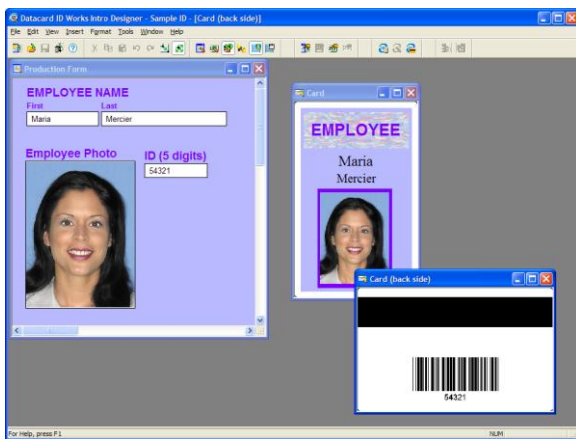 Datacard ID Works Intro Designer - Sample ID - [Card (back side)]
File Edit View Insert Format Tools Window Help
Production Form
EMPLOYEE NAME
First Last
Maria Mercier
Employee Photo
ID (5 digits)
54321
Card
EMPLOYEE
Maria
Mercier
Card (back side)
54321
For Help, press F1
NUM